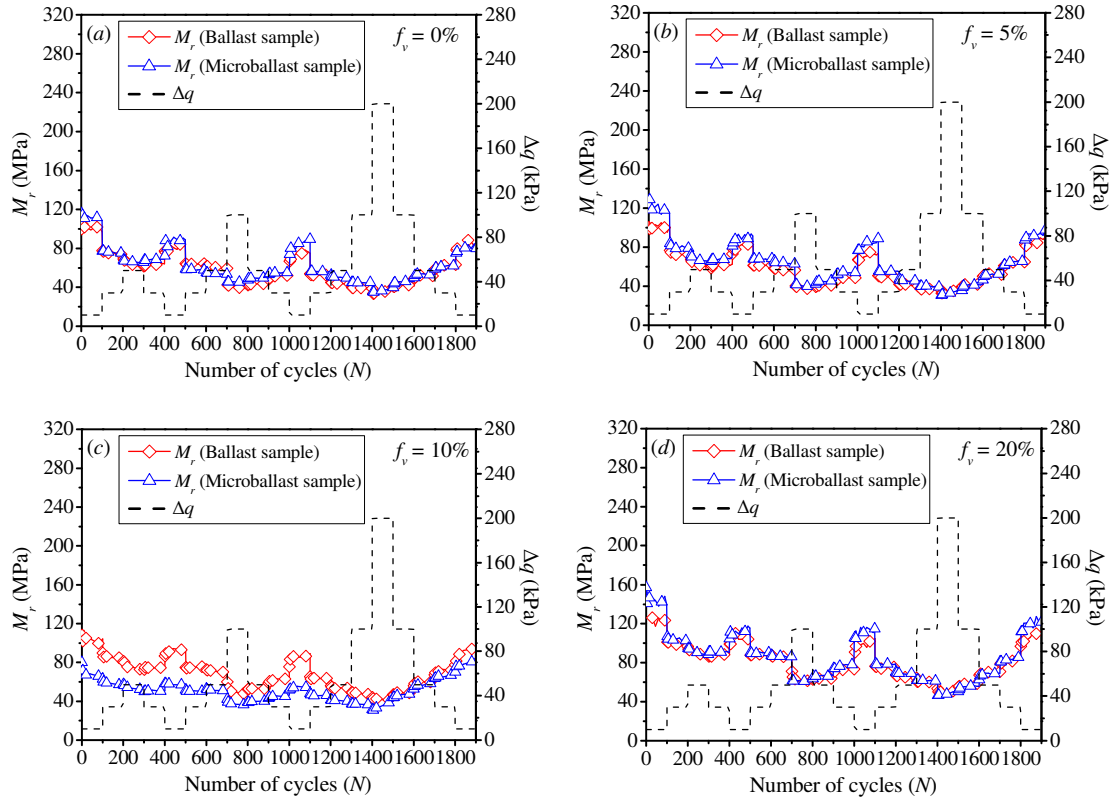 (a)
M_r (Ballast sample)
M_r (Microballast sample)
Δq
f_v = 0%
320
280
240
200
160
120
80
40
0
M_r (MPa)
280
240
200
160
120
80
40
0
Δq (kPa)
0 200 400 600 800 1000 1200 1400 1600 1800
Number of cycles (N)
(b)
M_r (Ballast sample)
M_r (Microballast sample)
Δq
f_v = 5%
320
280
240
200
160
120
80
40
0
M_r (MPa)
280
240
200
160
120
80
40
0
Δq (kPa)
0 200 400 600 800 1000 1200 1400 1600 1800
Number of cycles (N)
(c)
M_r (Ballast sample)
M_r (Microballast sample)
Δq
f_v = 10%
320
280
240
200
160
120
80
40
0
M_r (MPa)
280
240
200
160
120
80
40
0
Δq (kPa)
0 200 400 600 800 1000 1200 1400 1600 1800
Number of cycles (N)
(d)
M_r (Ballast sample)
M_r (Microballast sample)
Δq
f_v = 20%
320
280
240
200
160
120
80
40
0
M_r (MPa)
280
240
200
160
120
80
40
0
Δq (kPa)
0 200 400 600 800 1000 1200 1400 1600 1800
Number of cycles (N)